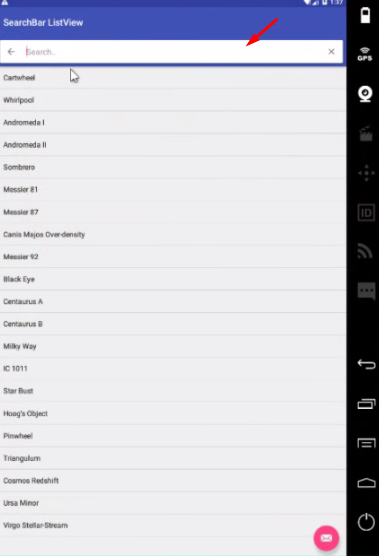 1:37
SearchBar ListView
Search..
Cartwheel
Whirlpool
Andromeda I
Andromeda II
Sombrero
Messier 81
Messier 87
Canis Majos Over-density
Messier 92
Black Eye
Centaurus A
Centaurus B
Milky Way
IC 1011
Star Bust
Hoag's Object
Pinwheel
Triangulum
Cosmos Redshift
Ursa Minor
Virgo Stellar-Stream
GPS
ID